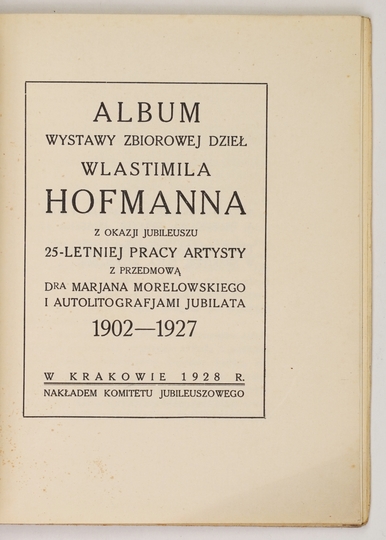 ALBUM
WYSTAWY ZBIOROWEJ DZIEŁ
WLASTIMILA
HOFMANNA
Z OKAZJI JUBILEUSZU
25-LETNIEJ PRACY ARTYSTY
Z PRZEDMOWĄ
DRA MARJANA MORELOWSKIEGO
I AUTOLITOGRAFJAMI JUBILATA
1902—1927
W KRAKOWIE 1928 R.
NAKŁADEM KOMITETU JUBILEUSZOWEGO